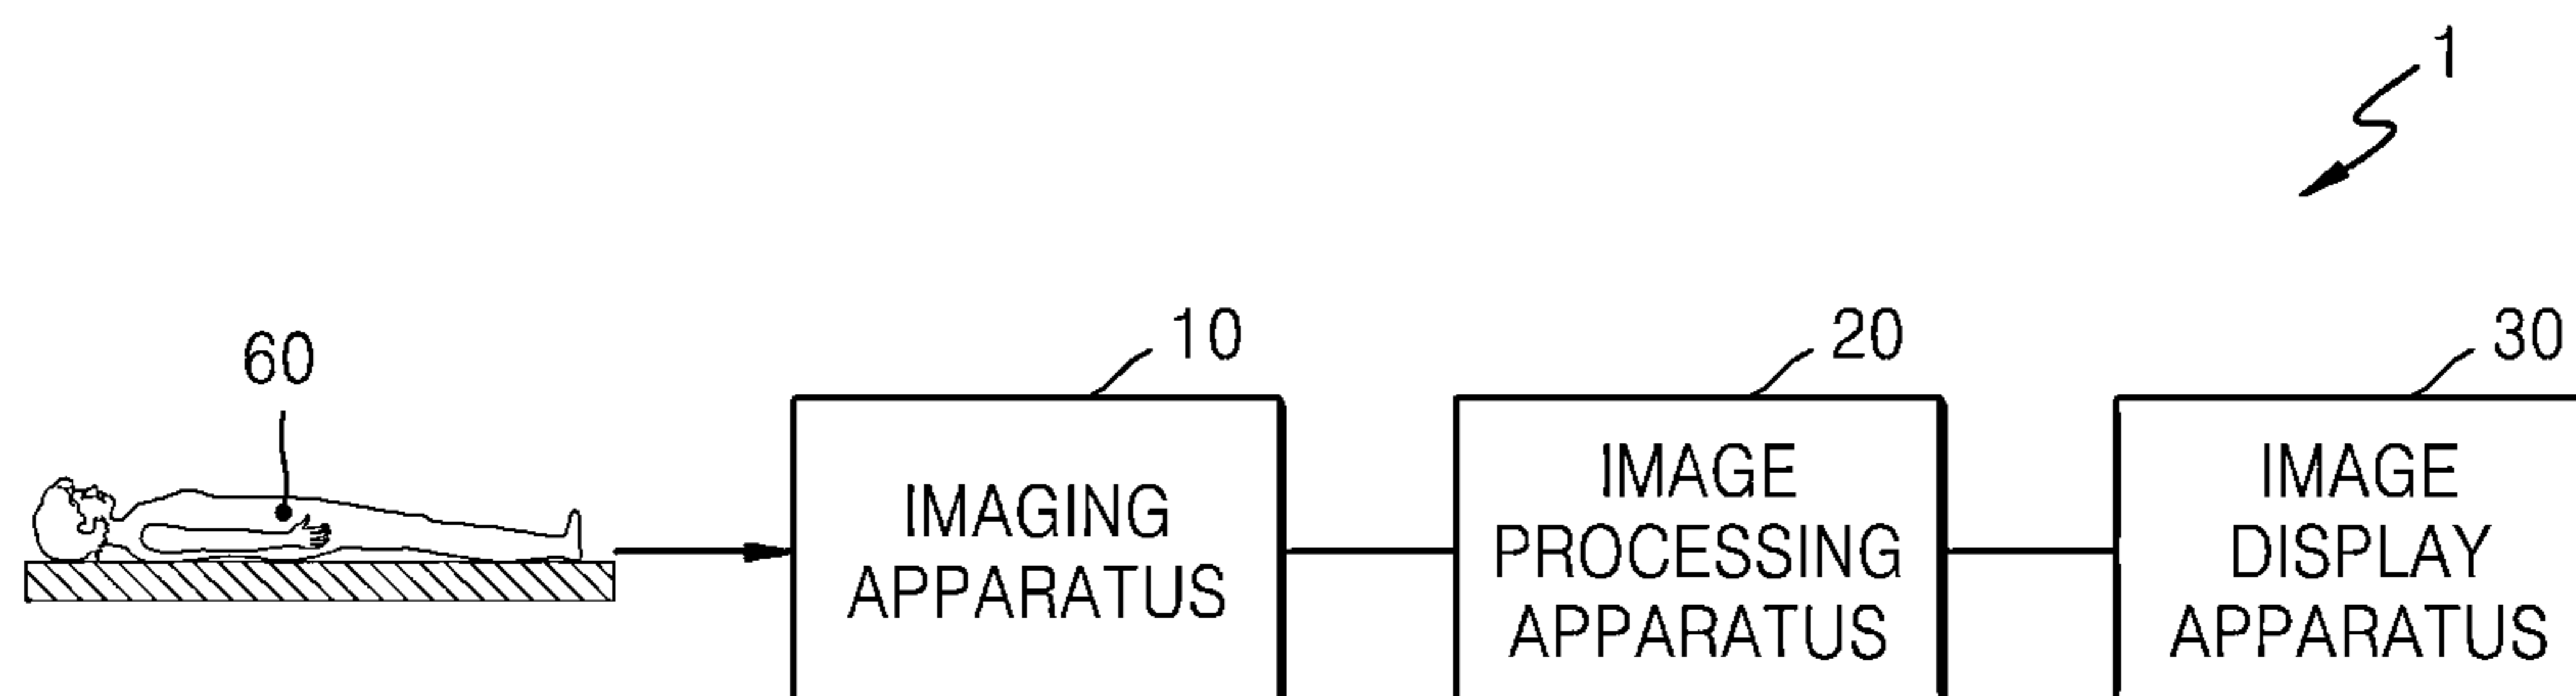 1
60
10
20
30
IMAGING
APPARATUS
IMAGE
PROCESSING
APPARATUS
IMAGE
DISPLAY
APPARATUS